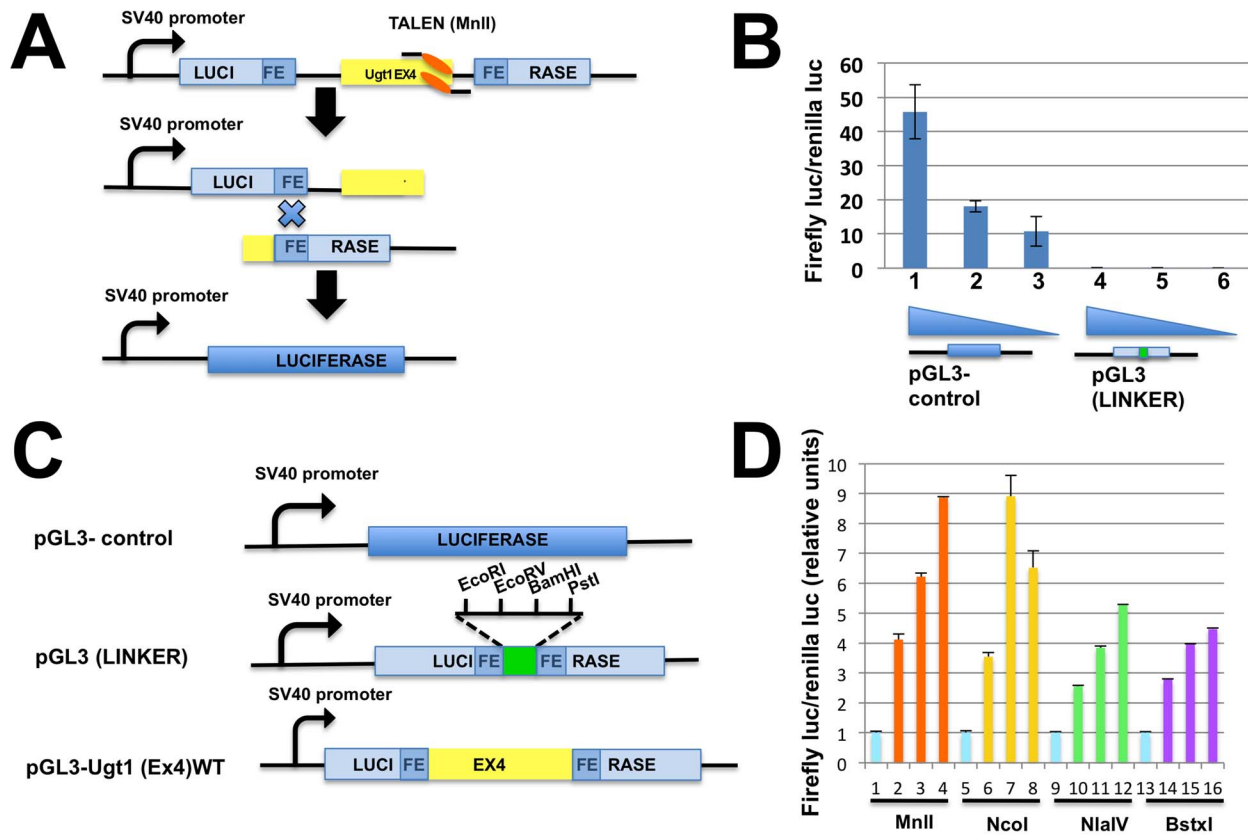 A
SV40 promoter
TALEN (MnlI)
LUCI FE Ugt1EX4 FE RASE
SV40 promoter
LUCI FE
FE RASE
SV40 promoter
LUCIFERASE
B
Firefly luc/renilla luc
60
50
40
30
20
10
0
1 2 3 4 5 6
pGL3-
control
pGL3
(LINKER)
C
SV40 promoter
pGL3- control
LUCIFERASE
EcoRI EcoRV BamHI PstI
SV40 promoter
pGL3 (LINKER)
LUCI FE FE RASE
SV40 promoter
pGL3-Ugt1 (Ex4)WT
LUCI FE EX4 FE RASE
D
Firefly luc/renilla luc (relative units)
10
9
8
7
6
5
4
3
2
1
0
1 2 3 4 5 6 7 8 9 10 11 12 13 14 15 16
MnlI NcoI NlaIV BstxI